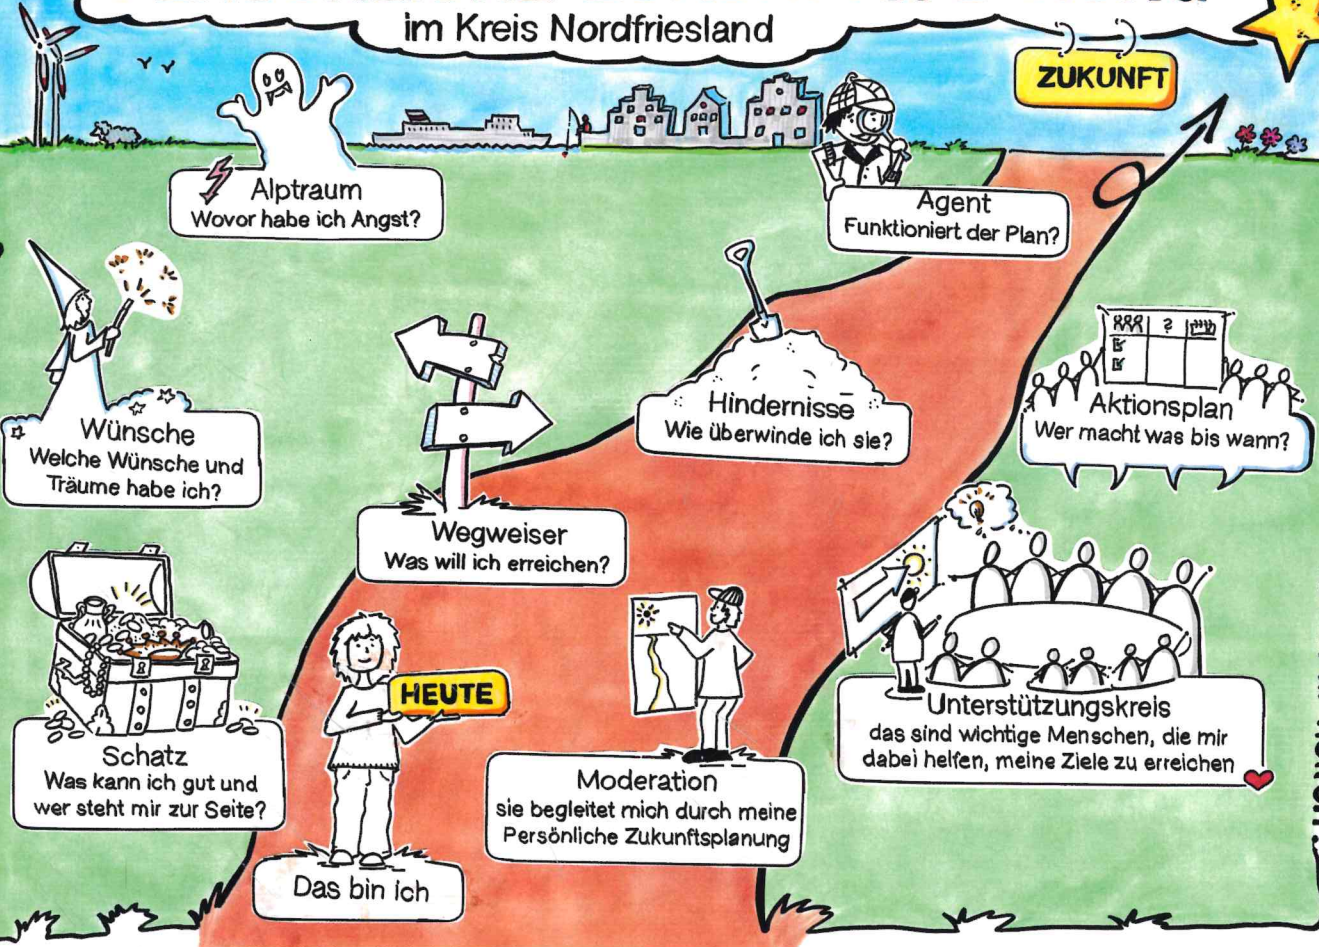 im Kreis Nordfriesland
ZUKUNFT
Alptraum
Wovor habe ich Angst?
Agent
Funktioniert der Plan?
Wünsche
Welche Wünsche und
Träume habe ich?
Wegweiser
Was will ich erreichen?
Hindernisse
Wie überwinde ich sie?
?
Aktionsplan
Wer macht was bis wann?
Schatz
Was kann ich gut und
wer steht mir zur Seite?
HEUTE
Das bin ich
Moderation
sie begleitet mich durch meine
Persönliche Zukunftsplanung
Unterstützungskreis
das sind wichtige Menschen, die mir
dabei helfen, meine Ziele zu erreichen